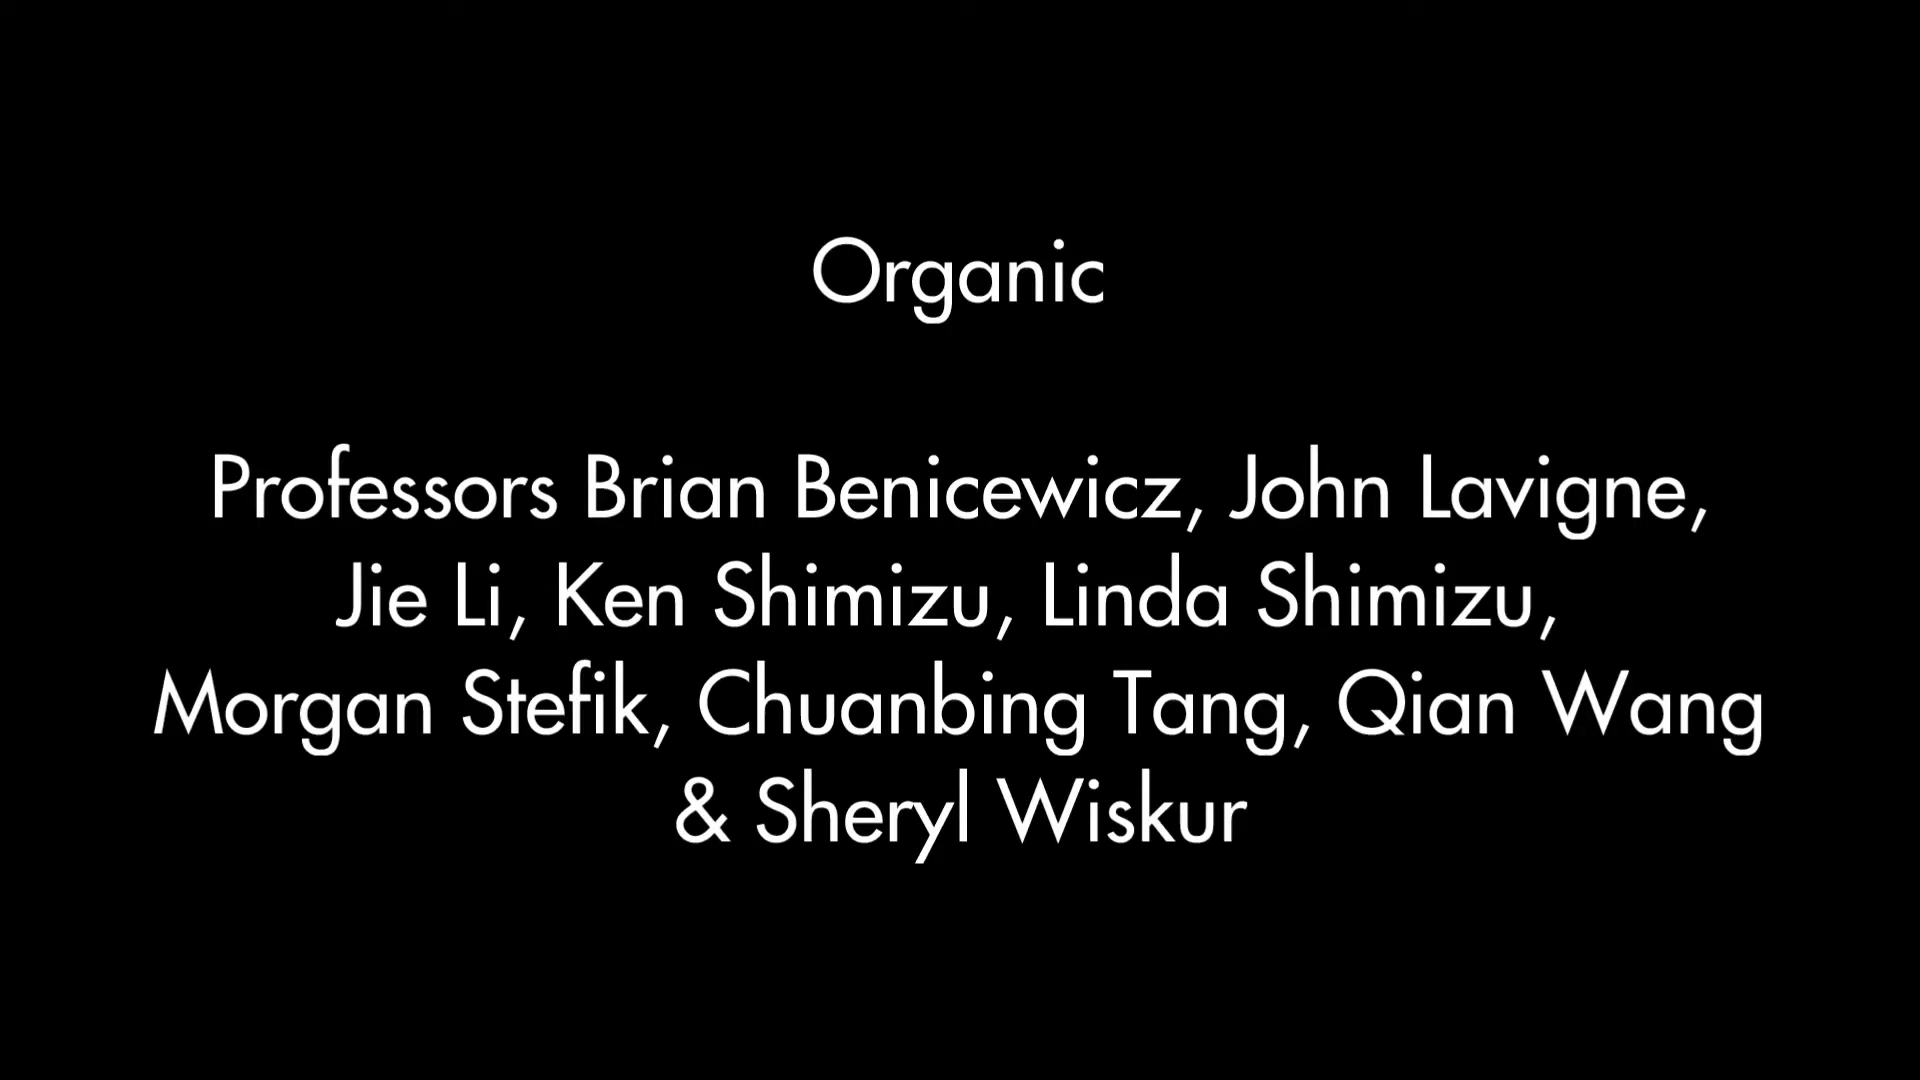 Organic
Professors Brian Benicewicz, John Lavigne,
Jie Li, Ken Shimizu, Linda Shimizu,
Morgan Stefik, Chuanbing Tang, Qian Wang
& Sheryl Wiskur